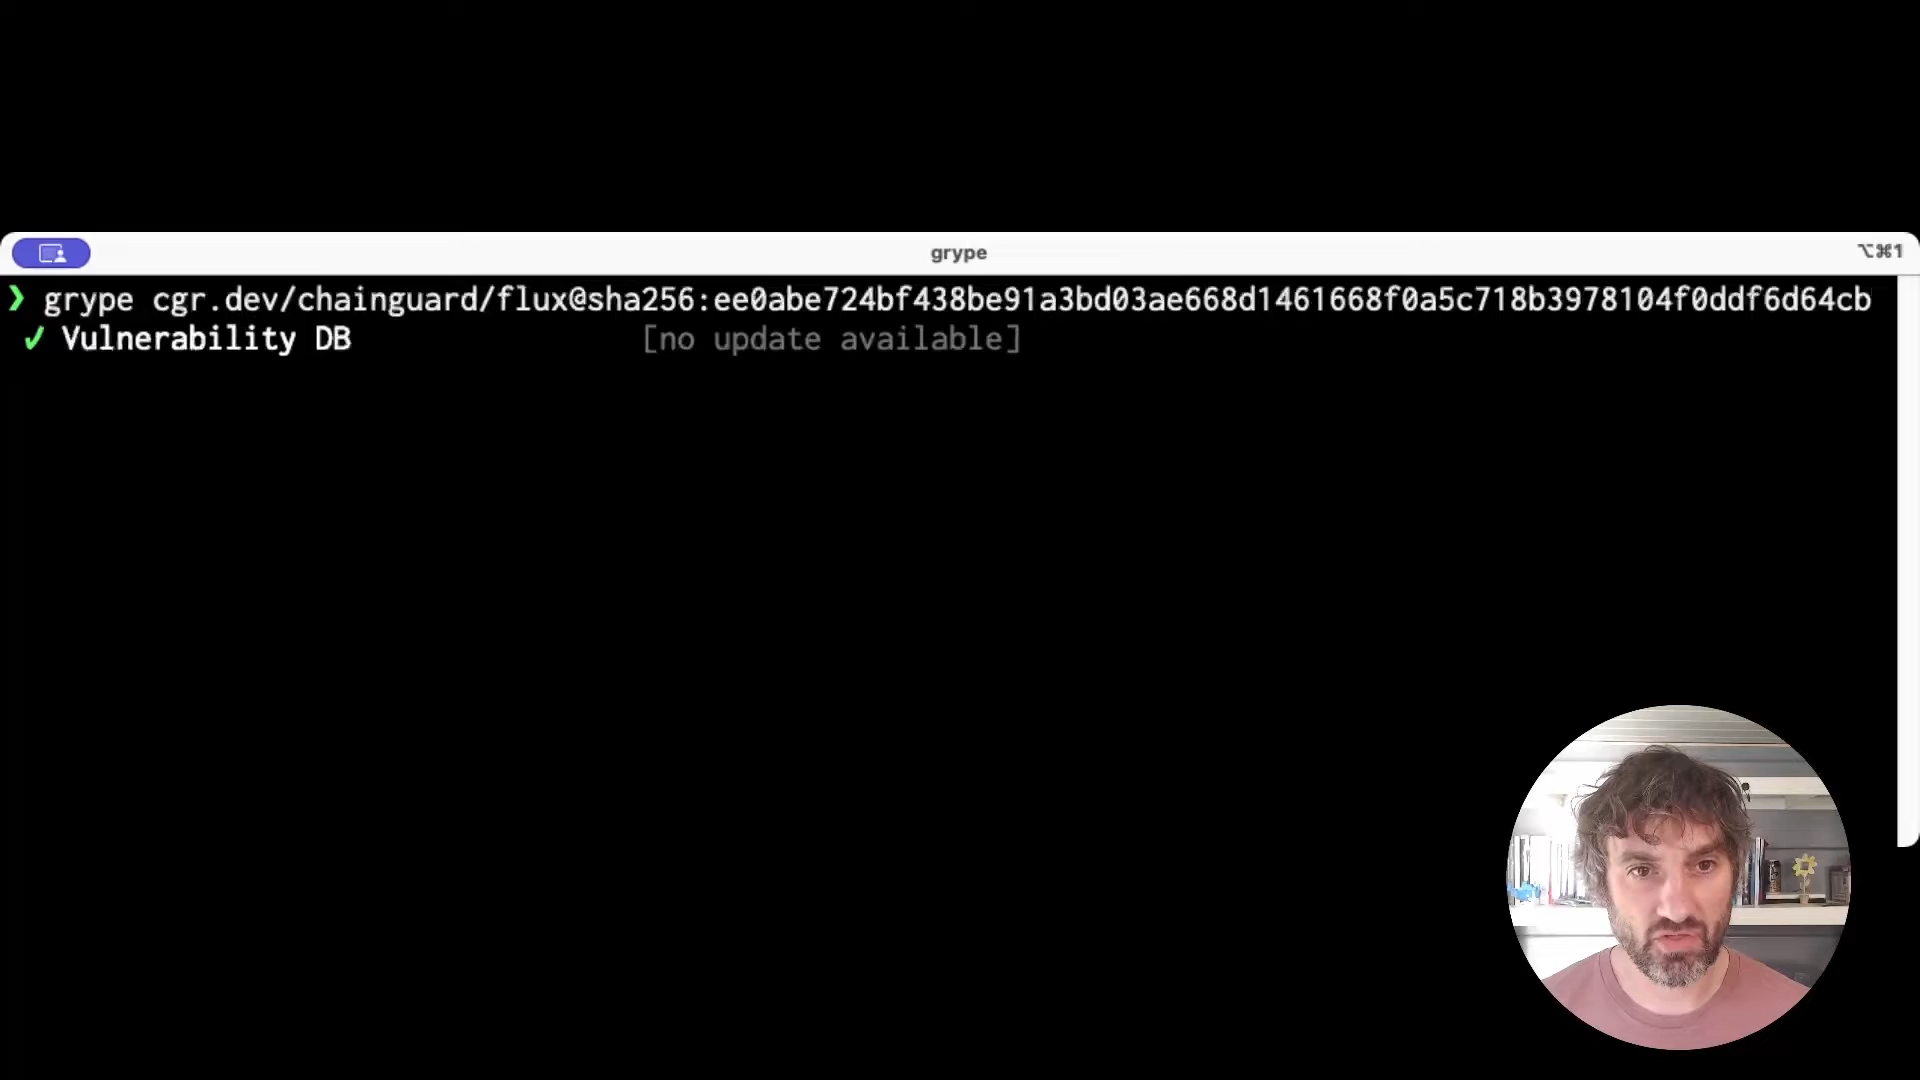 grype
⌥⌘1
❯ grype cgr.dev/chainguard/flux@sha256:ee0abe724bf438be91a3bd03ae668d1461668f0a5c718b3978104f0ddf6d64cb
✓ Vulnerability DB [no update available]